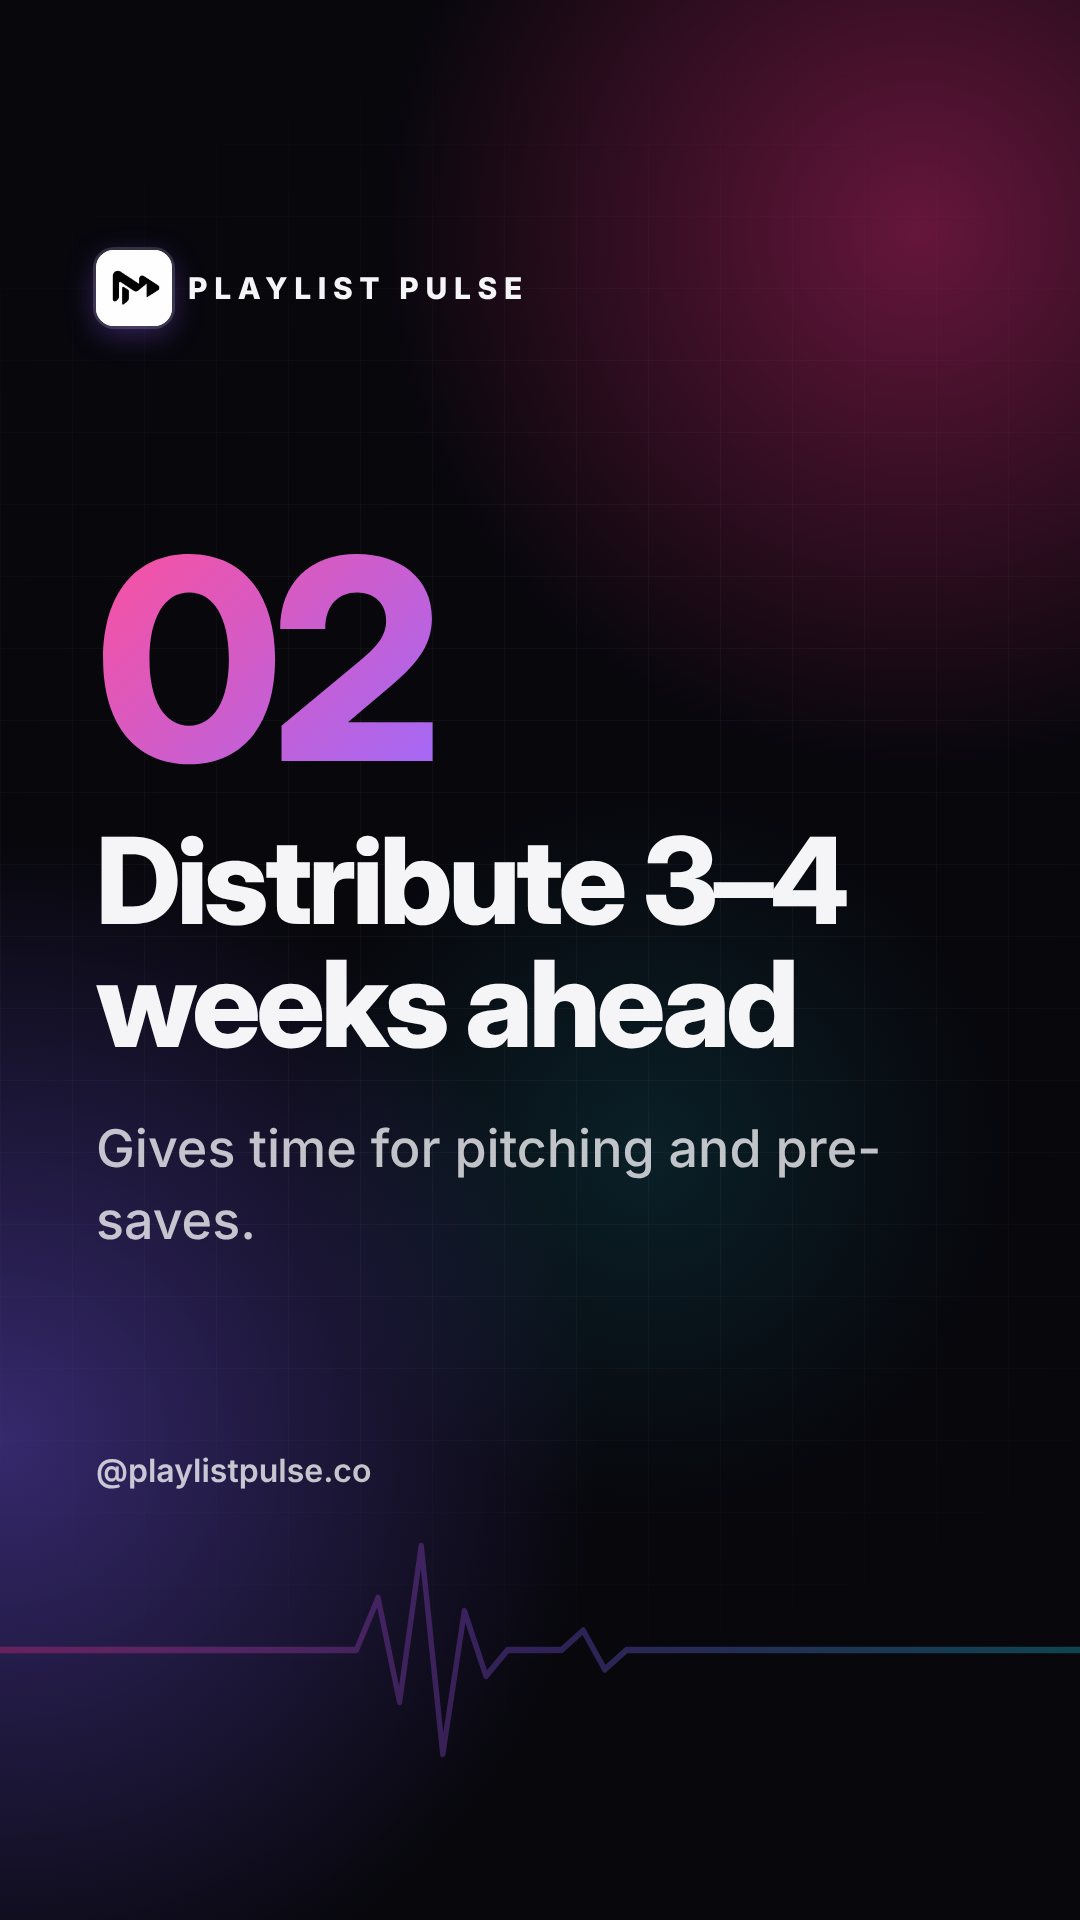 PLAYLIST PULSE
02
Distribute 3–4
weeks ahead
Gives time for pitching and pre-
saves.
@playlistpulse.co